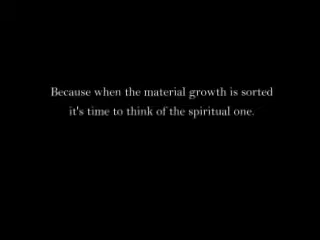 Because when the material growth is sorted
it's time to think of the spiritual one.